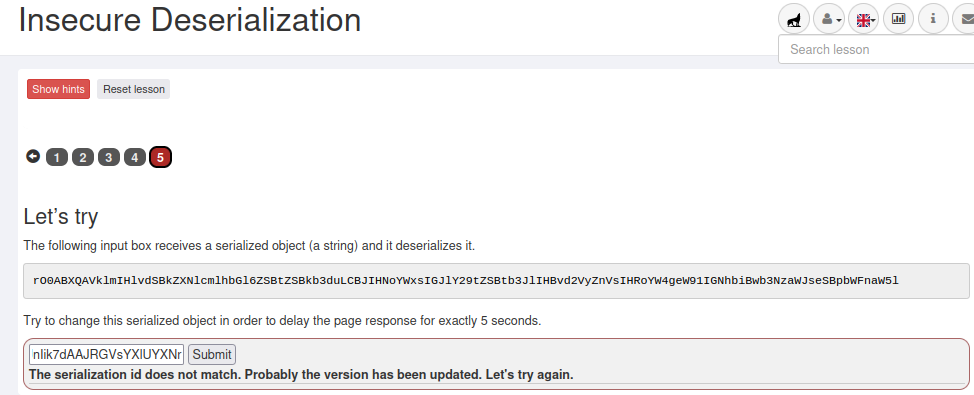 Insecure Deserialization
Search lesson
Show hints Reset lesson
1 2 3 4 5
Let's try
The following input box receives a serialized object (a string) and it deserializes it.
rO0ABXQAVklmIHlvdSBkZXNlcmlhbGl6ZSBtZSBkb3duLCBJIHNoYWxsIGJlY29tZSBtb3JlIHBvd2VyZnVsIHRoYW4geW91IGNhbiBwb3NzaWJseSBpbWFnaW5l
Try to change this serialized object in order to delay the page response for exactly 5 seconds.
nIik7dAAJRGVsYXlUYXNr Submit
The serialization id does not match. Probably the version has been updated. Let's try again.